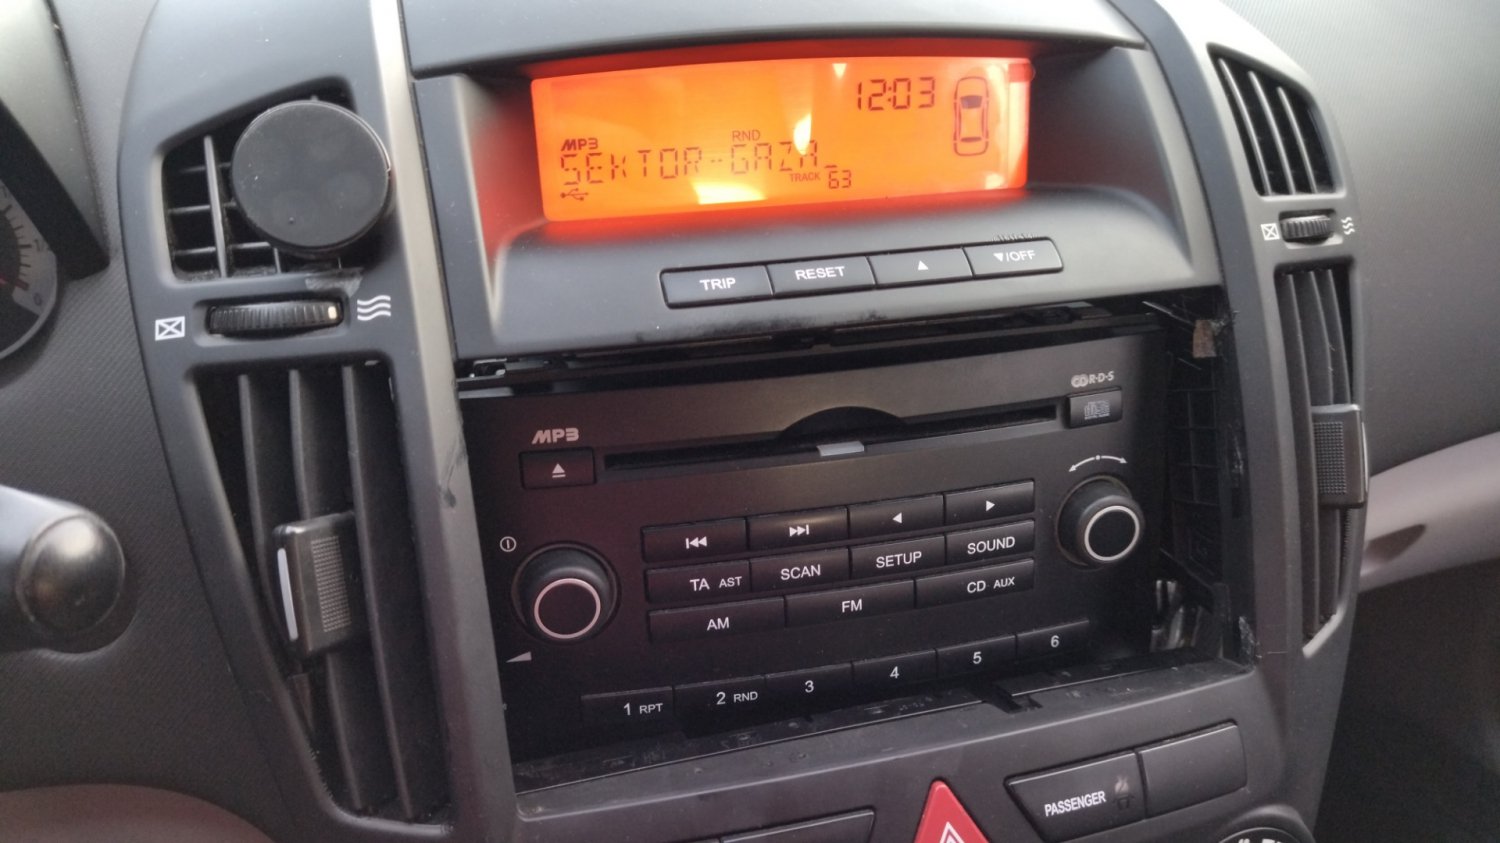 12:03
MP3
RND
SEKTOR-GAZA_
TRACK 63
TRIP
RESET
▲
▼/OFF
MP3
CD R·D·S
TA AST
SCAN
SETUP
SOUND
AM
FM
CD AUX
1 RPT
2 RND
3
4
5
6
PASSENGER